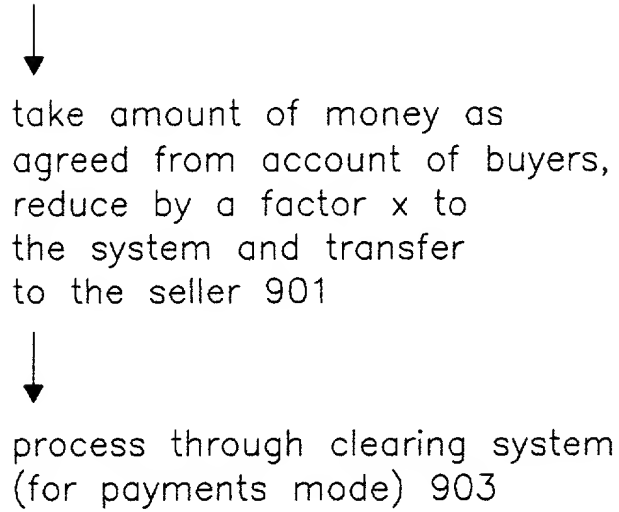 take amount of money as
agreed from account of buyers,
reduce by a factor x to
the system and transfer
to the seller 901
process through clearing system
(for payments mode) 903